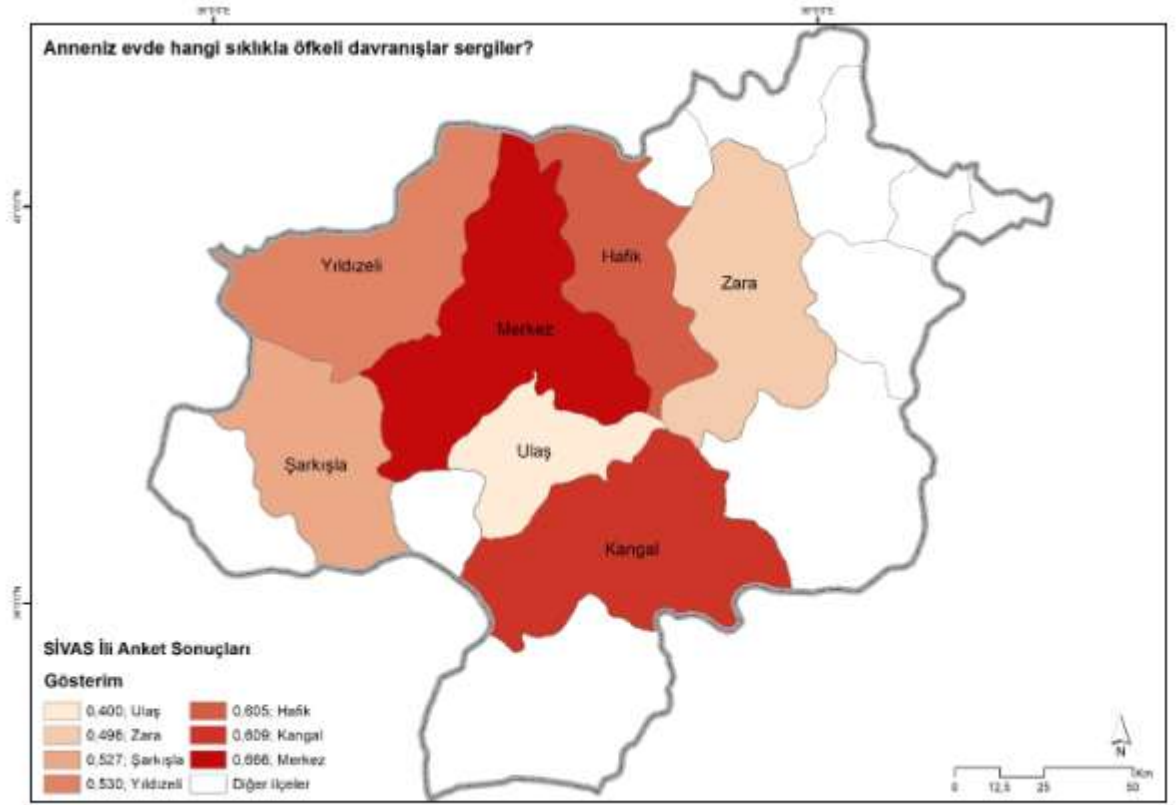 Anneniz evde hangi sıklıkla öfkeli davranışlar sergiler?
Yıldızeli
Hafik
Zara
Merkez
Şarkışla
Ulaş
Kangal
SİVAS İli Anket Sonuçları
Gösterim
0,400; Ulaş
0,496; Zara
0,527; Şarkışla
0,530; Yıldızeli
0,605; Hafik
0,609; Kangal
0,666; Merkez
Diğer ilçeler
N
Km
0 12,5 25 50